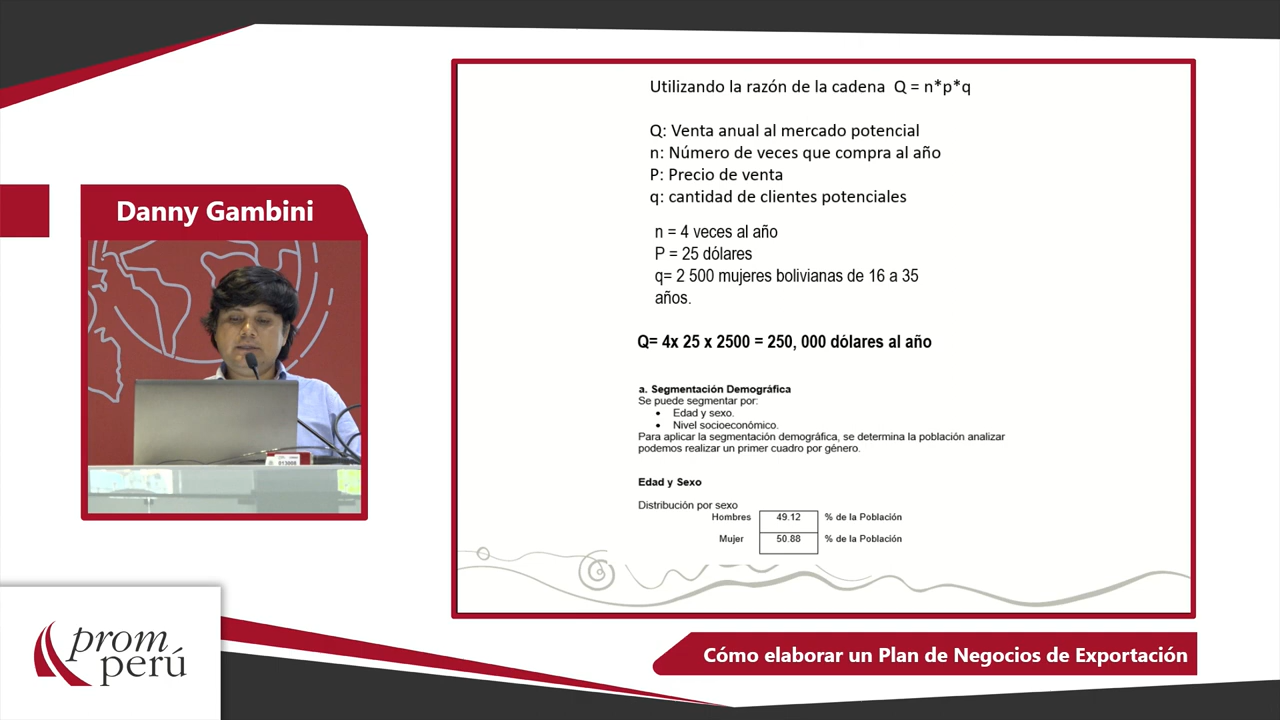 Danny Gambini
Utilizando la razón de la cadena Q = n*p*q
Q: Venta anual al mercado potencial
n: Número de veces que compra al año
P: Precio de venta
q: cantidad de clientes potenciales
n = 4 veces al año
P = 25 dólares
q= 2 500 mujeres bolivianas de 16 a 35
años.
Q= 4x 25 x 2500 = 250, 000 dólares al año
a. Segmentación Demográfica
Se puede segmentar por:
• Edad y sexo.
• Nivel socioeconómico.
Para aplicar la segmentación demográfica, se determina la población analizar
podemos realizar un primer cuadro por género.
Edad y Sexo
Distribución por sexo
Hombres 49.12 % de la Población
Mujer 50.88 % de la Población
prom
perú
Cómo elaborar un Plan de Negocios de Exportación